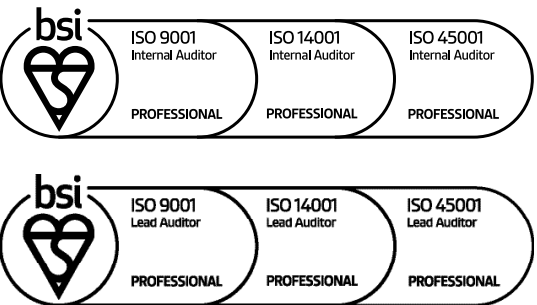 bsi
ISO 9001 ISO 14001 ISO 45001
Internal Auditor Internal Auditor Internal Auditor
PROFESSIONAL PROFESSIONAL PROFESSIONAL
bsi
ISO 9001 ISO 14001 ISO 45001
Lead Auditor Lead Auditor Lead Auditor
PROFESSIONAL PROFESSIONAL PROFESSIONAL